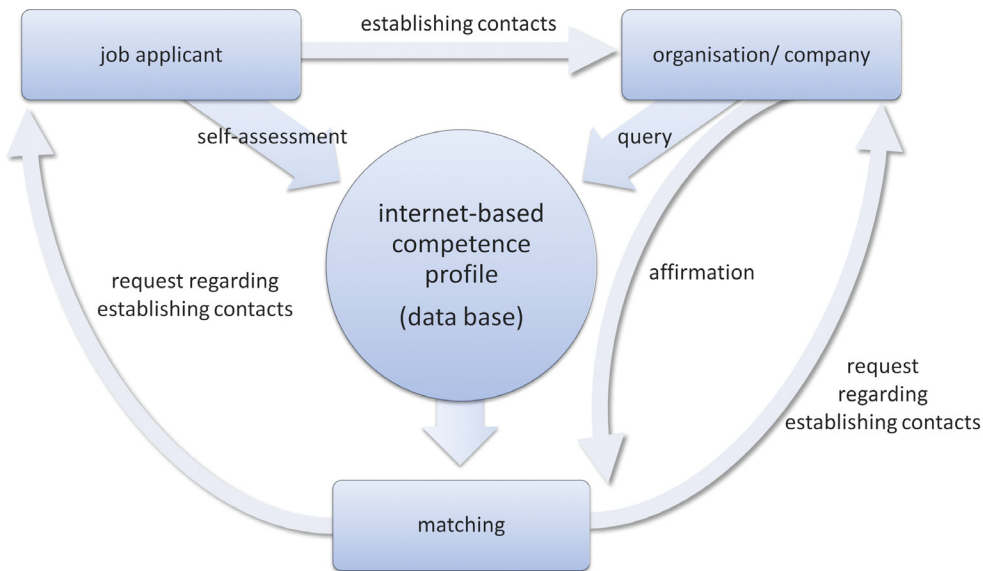 establishing contacts
job applicant
organisation/ company
self-assessment
query
internet-based
competence
profile
(data base)
affirmation
request regarding
establishing contacts
request
regarding
establishing contacts
matching